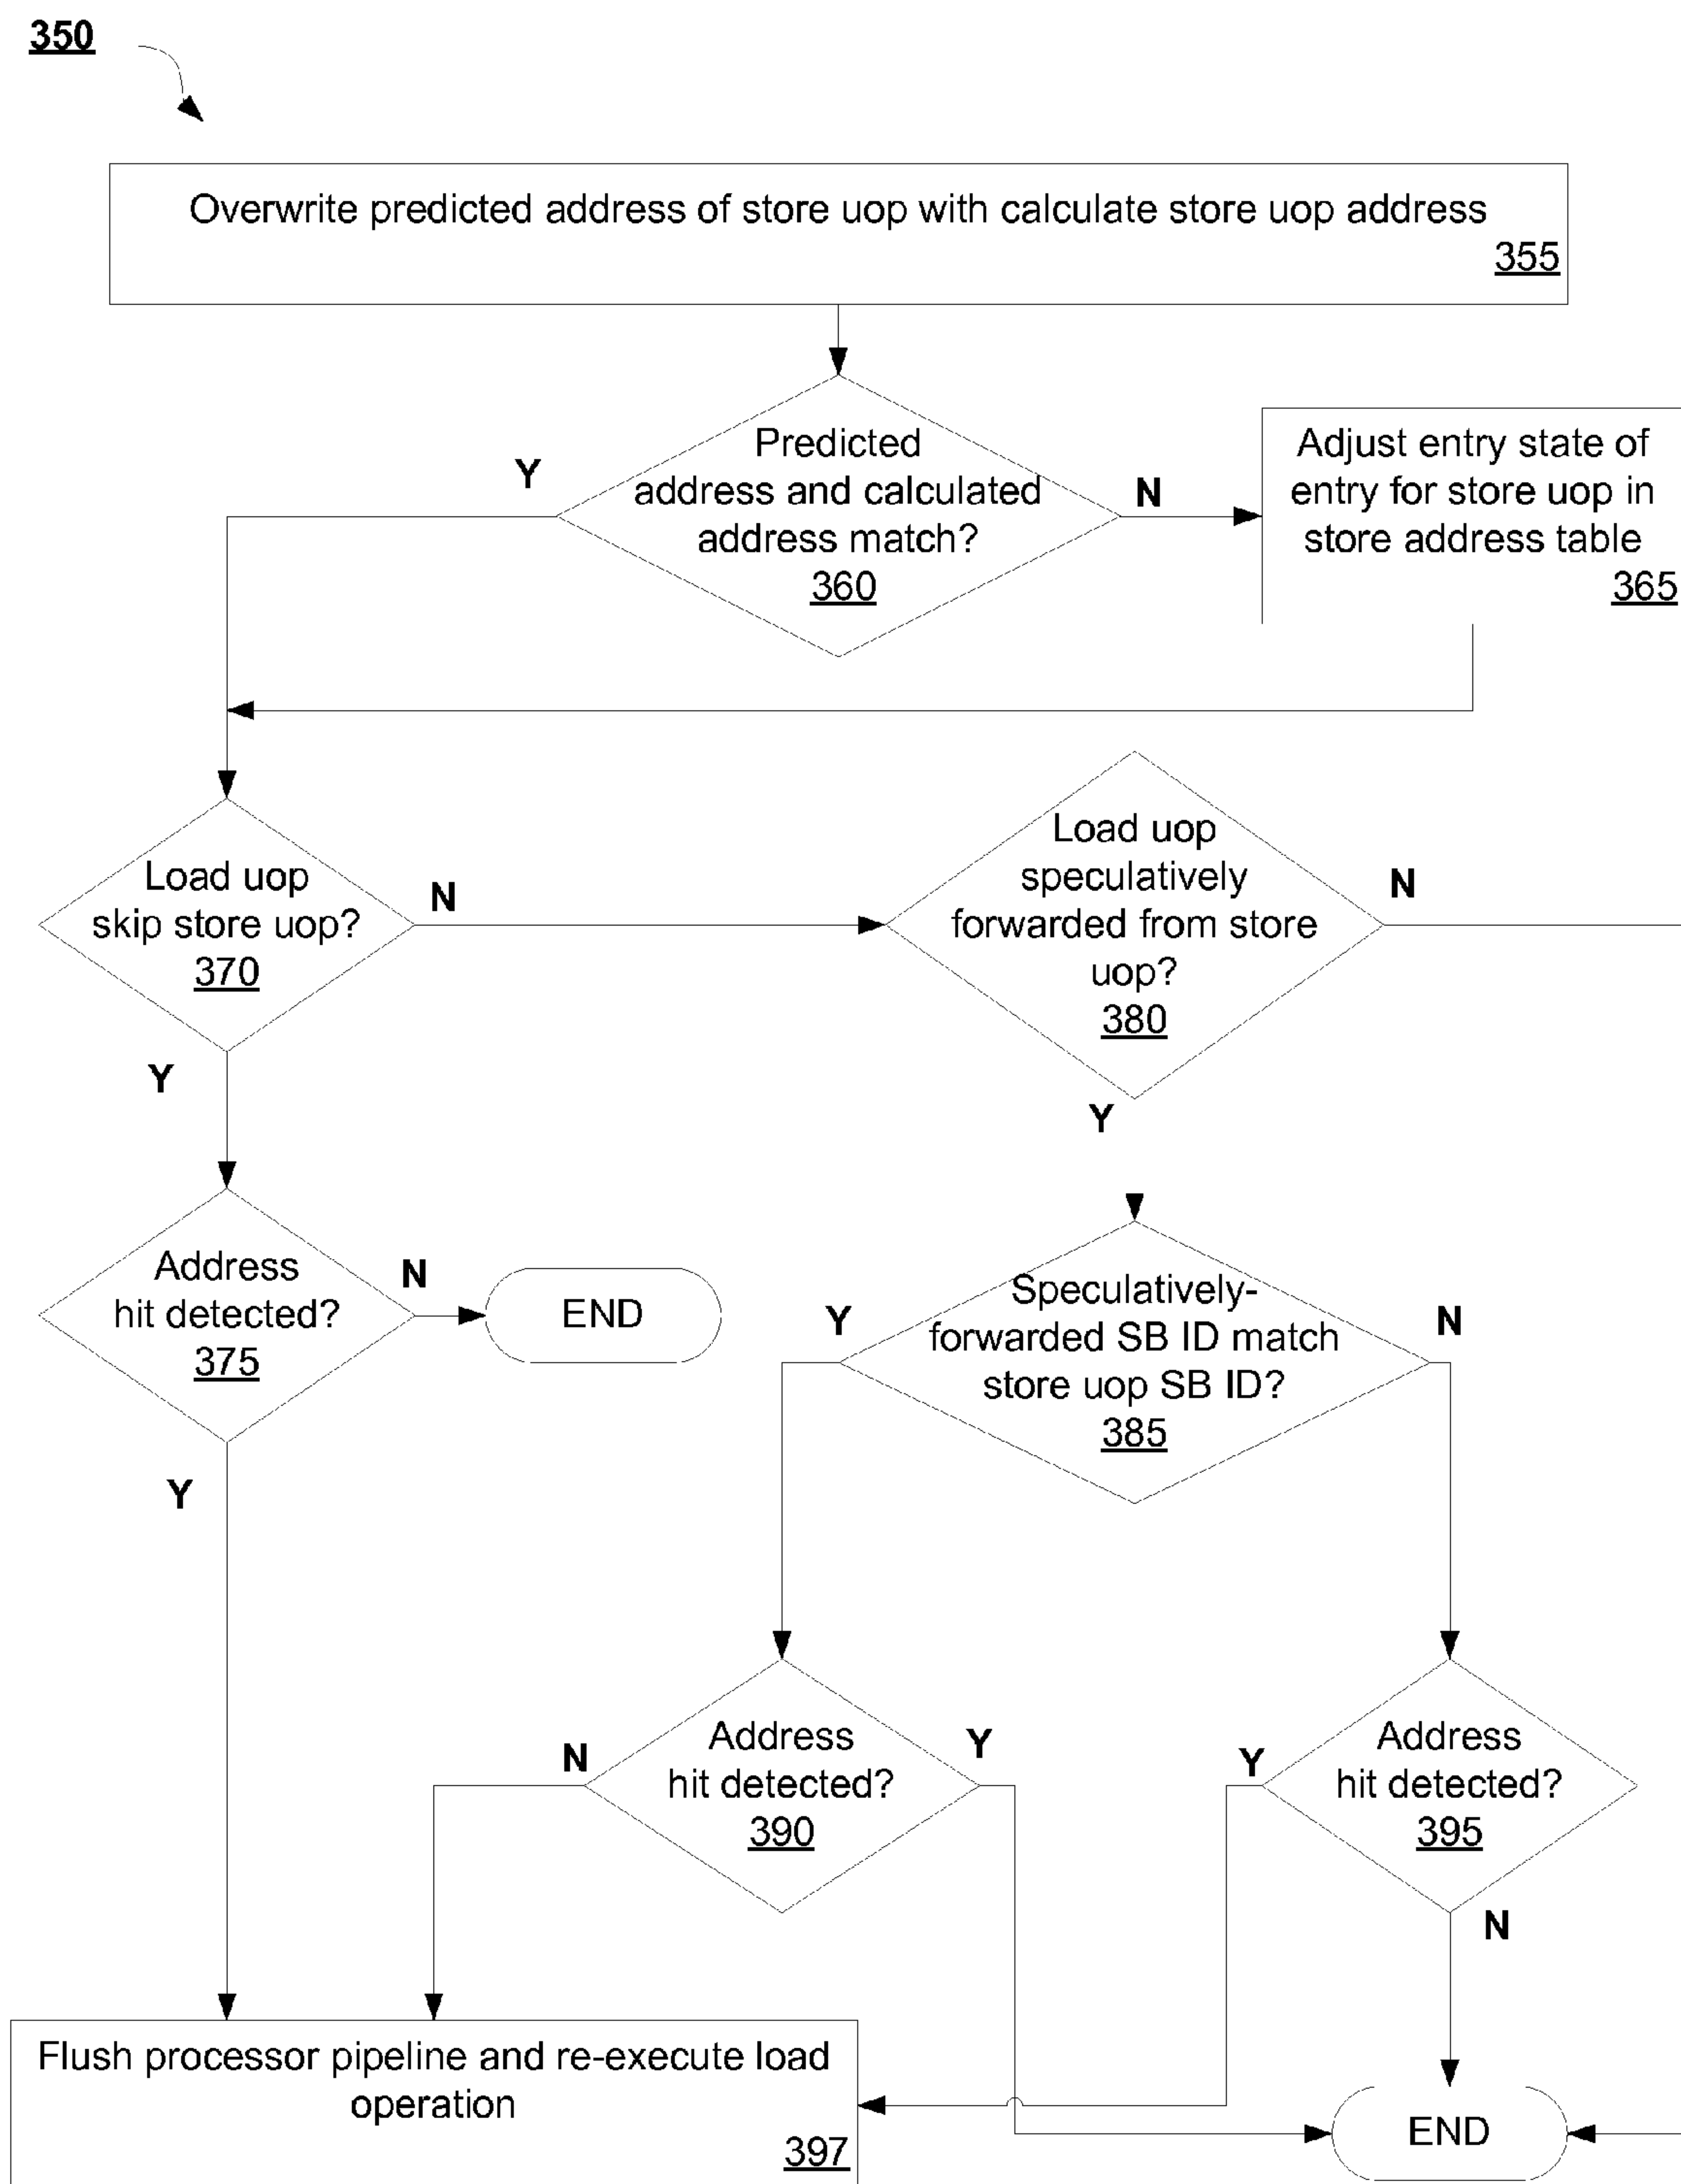 350
Overwrite predicted address of store uop with calculate store uop address
355
Predicted
address and calculated
address match?
360
Y
N
Adjust entry state of
entry for store uop in
store address table
365
Load uop
skip store uop?
370
N
Y
Load uop
speculatively
forwarded from store
uop?
380
N
Y
Address
hit detected?
375
N
END
Y
Speculatively-
forwarded SB ID match
store uop SB ID?
385
Y
N
Address
hit detected?
390
N
Y
Address
hit detected?
395
Y
N
Flush processor pipeline and re-execute load
operation
397
END